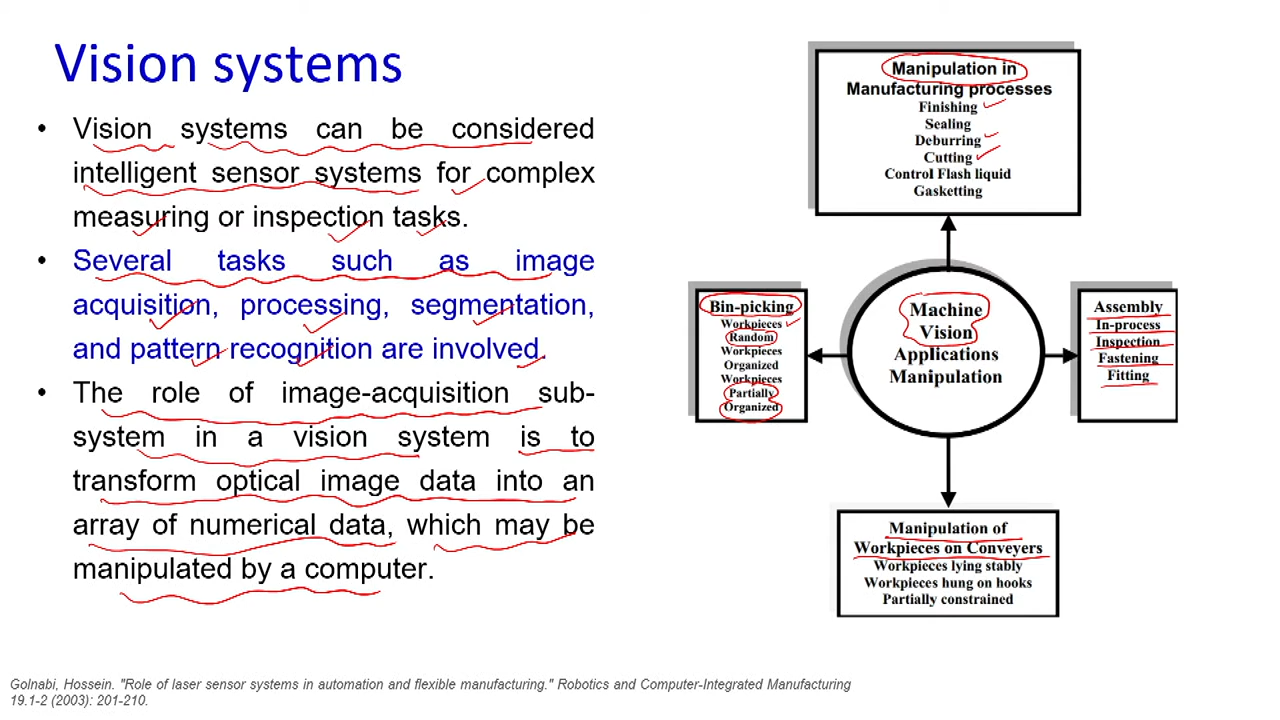 Vision systems
• Vision systems can be considered
intelligent sensor systems for complex
measuring or inspection tasks.
• Several tasks such as image
acquisition, processing, segmentation,
and pattern recognition are involved.
• The role of image-acquisition sub-
system in a vision system is to
transform optical image data into an
array of numerical data, which may be
manipulated by a computer.
Manipulation in
Manufacturing processes
Finishing
Sealing
Deburring
Cutting
Control Flash liquid
Gasketting
Bin-picking
Workpieces
Random
Workpieces
Organized
Workpieces
Partially
Organized
Machine
Vision
Applications
Manipulation
Assembly
In-process
Inspection
Fastening
Fitting
Manipulation of
Workpieces on Conveyers
Workpieces lying stably
Workpieces hung on hooks
Partially constrained
Golnabi, Hossein. "Role of laser sensor systems in automation and flexible manufacturing." Robotics and Computer-Integrated Manufacturing
19.1-2 (2003): 201-210.